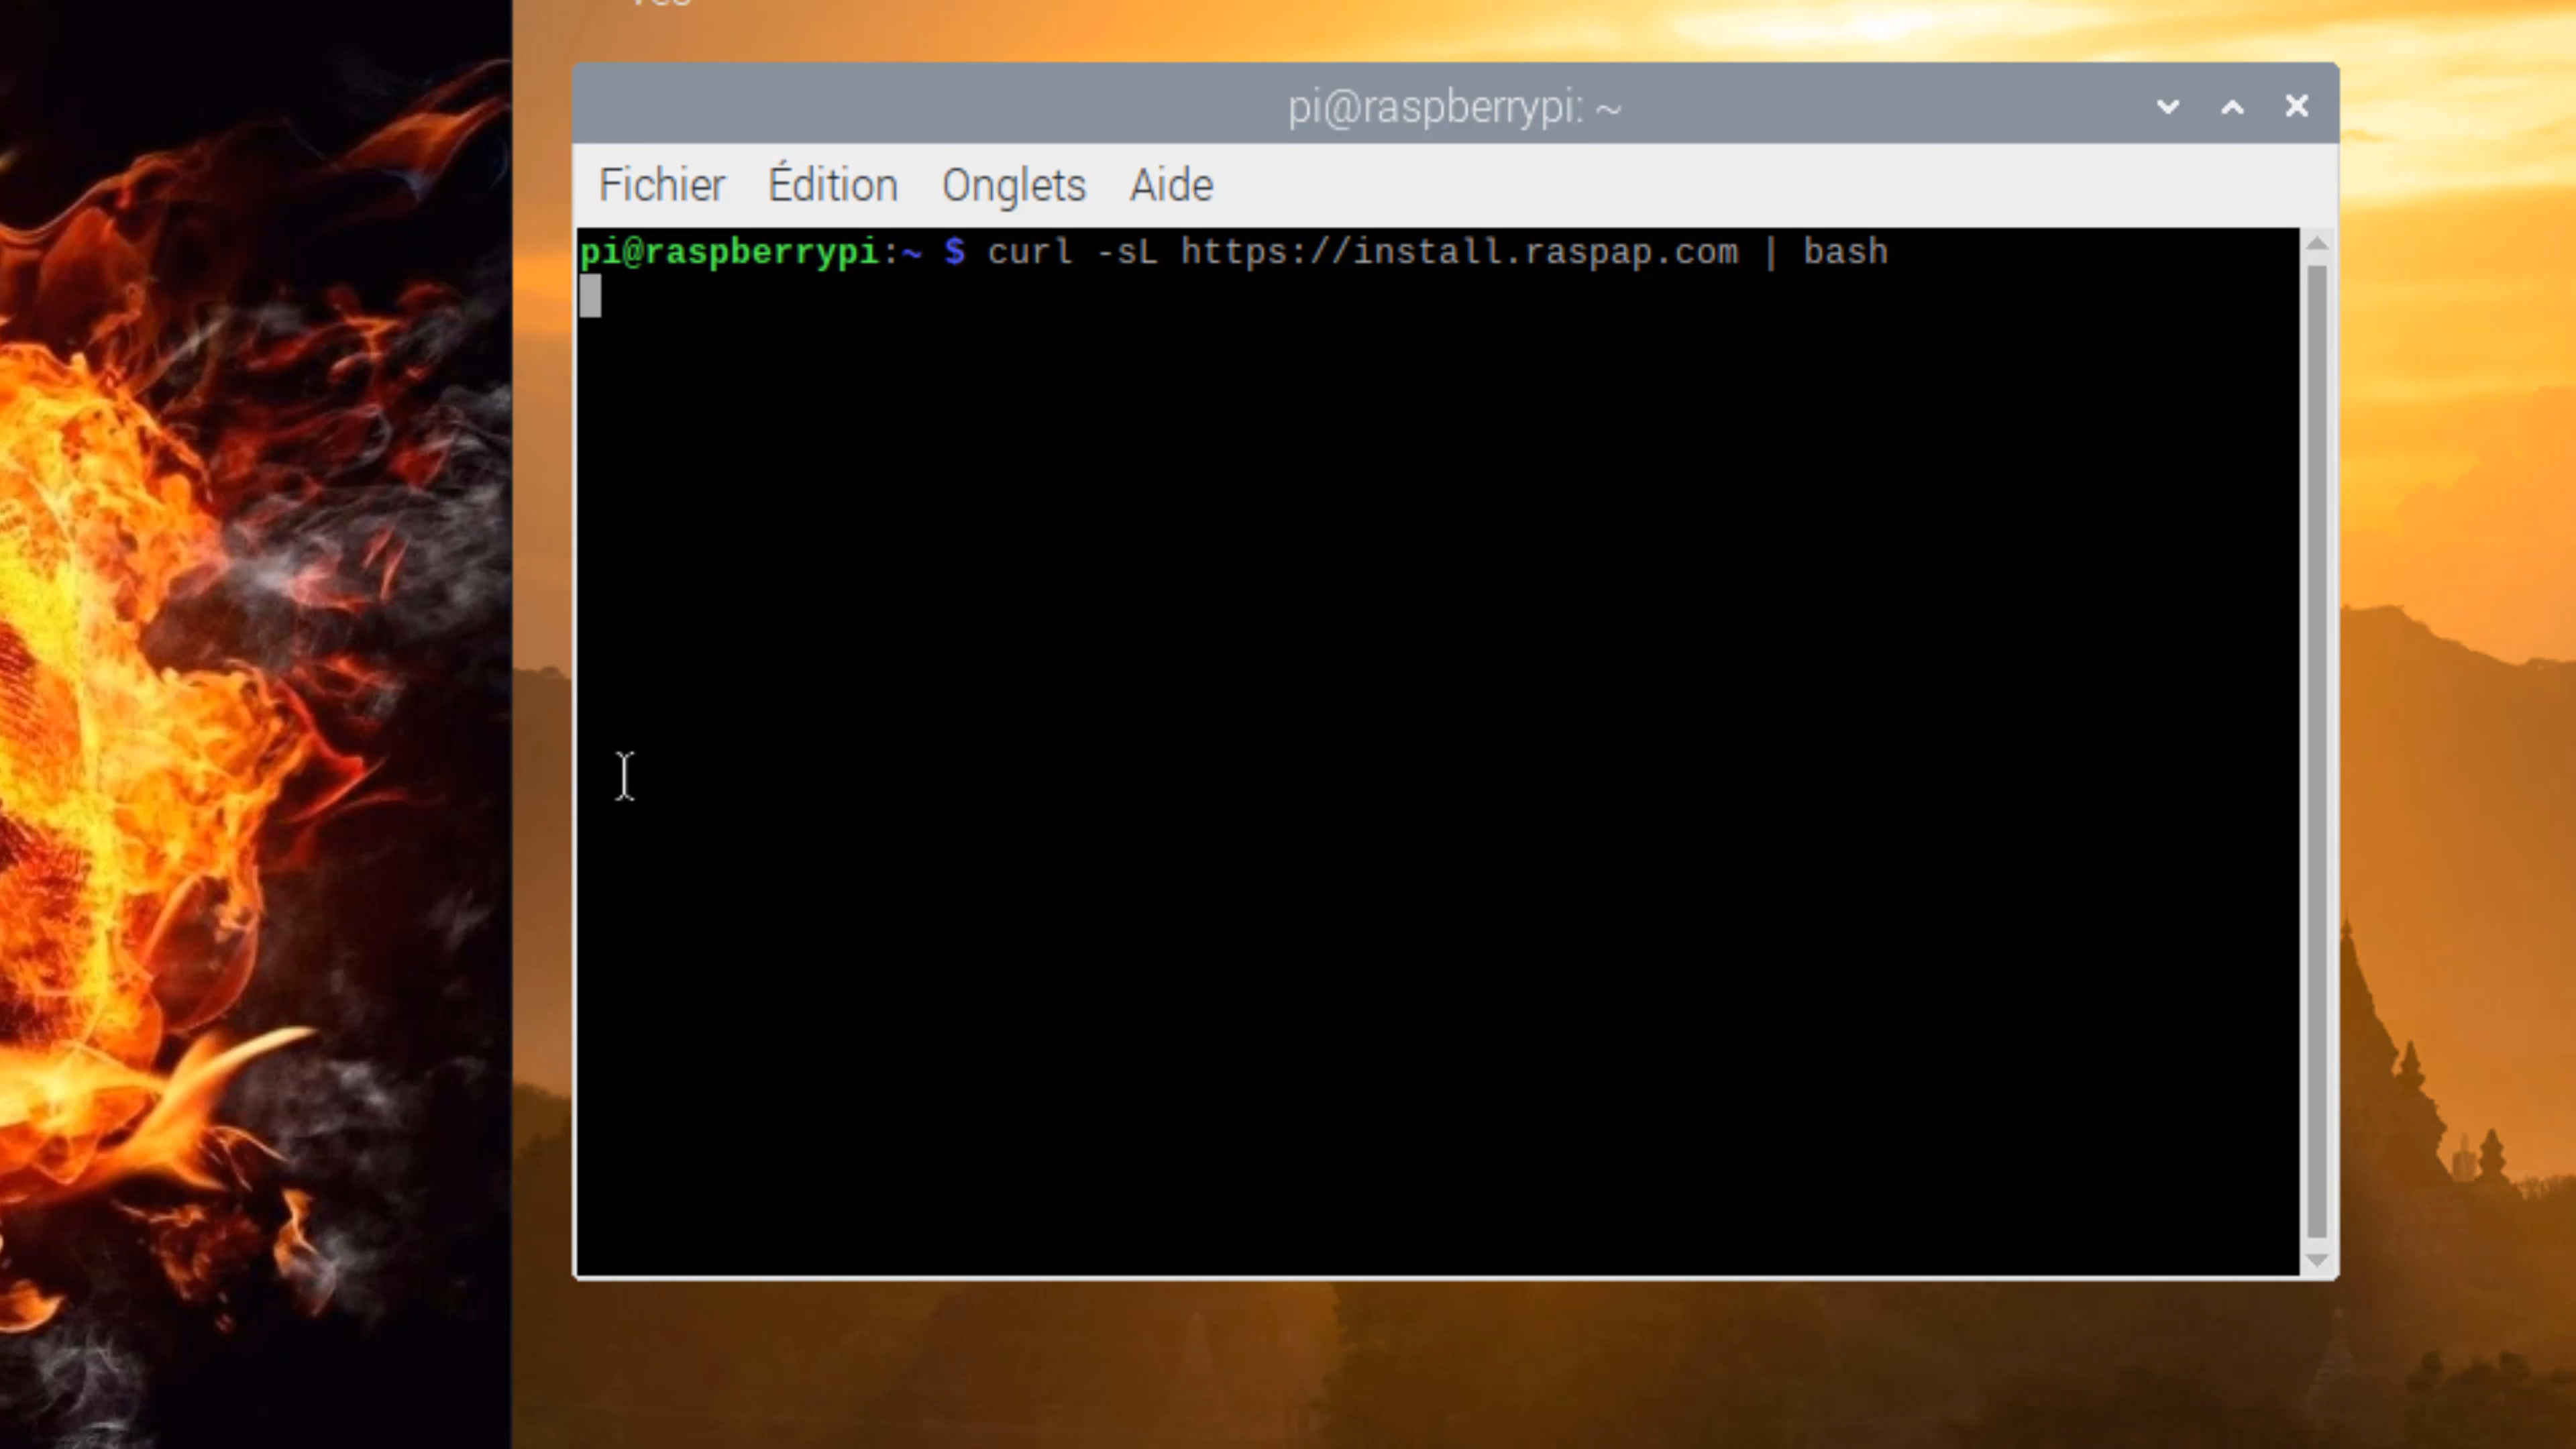 pi@raspberrypi: ~
Fichier Édition Onglets Aide
pi@raspberrypi:~ $ curl -sL https://install.raspap.com | bash